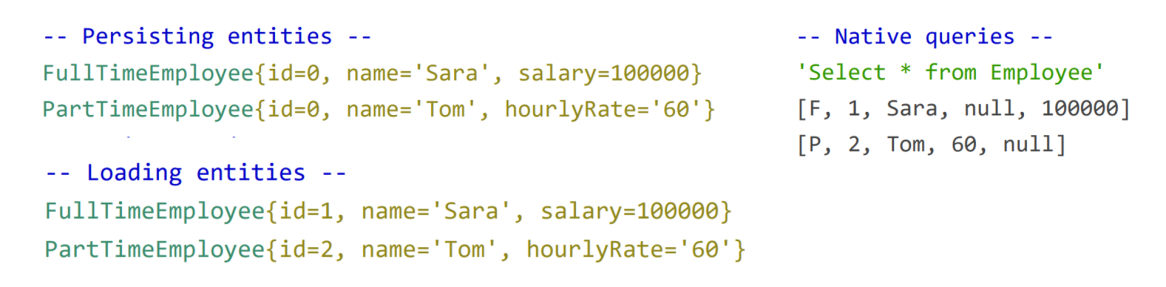 -- Persisting entities --
FullTimeEmployee{id=0, name='Sara', salary=100000}
PartTimeEmployee{id=0, name='Tom', hourlyRate='60'}
-- Loading entities --
FullTimeEmployee{id=1, name='Sara', salary=100000}
PartTimeEmployee{id=2, name='Tom', hourlyRate='60'}
-- Native queries --
'Select * from Employee'
[F, 1, Sara, null, 100000]
[P, 2, Tom, 60, null]